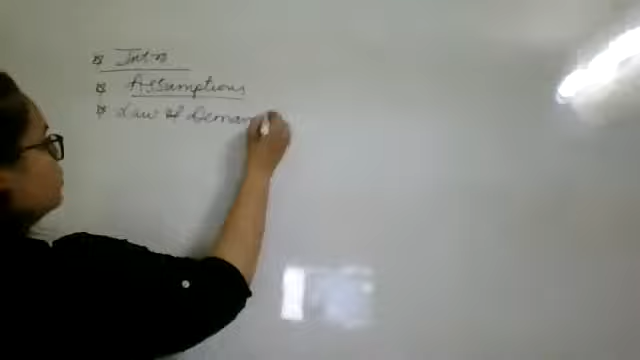 * Intro
* Assumptions
* Law of Deman